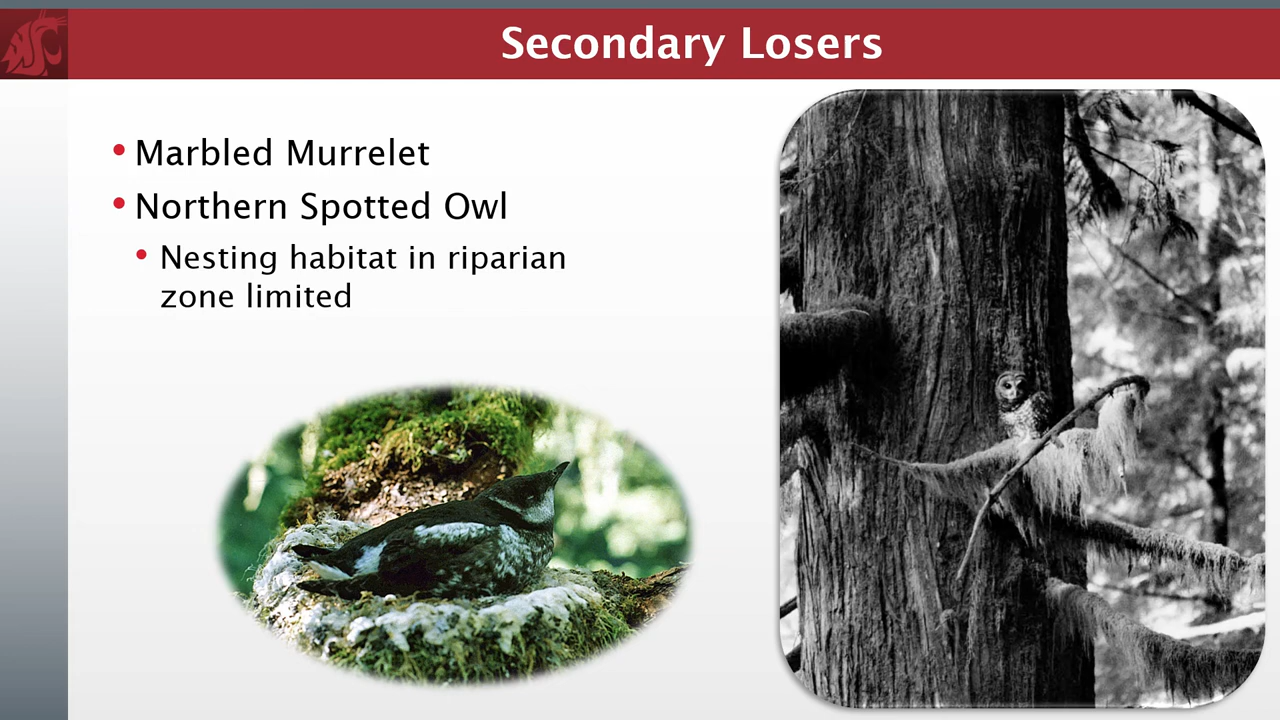 Secondary Losers
• Marbled Murrelet
• Northern Spotted Owl
• Nesting habitat in riparian
zone limited